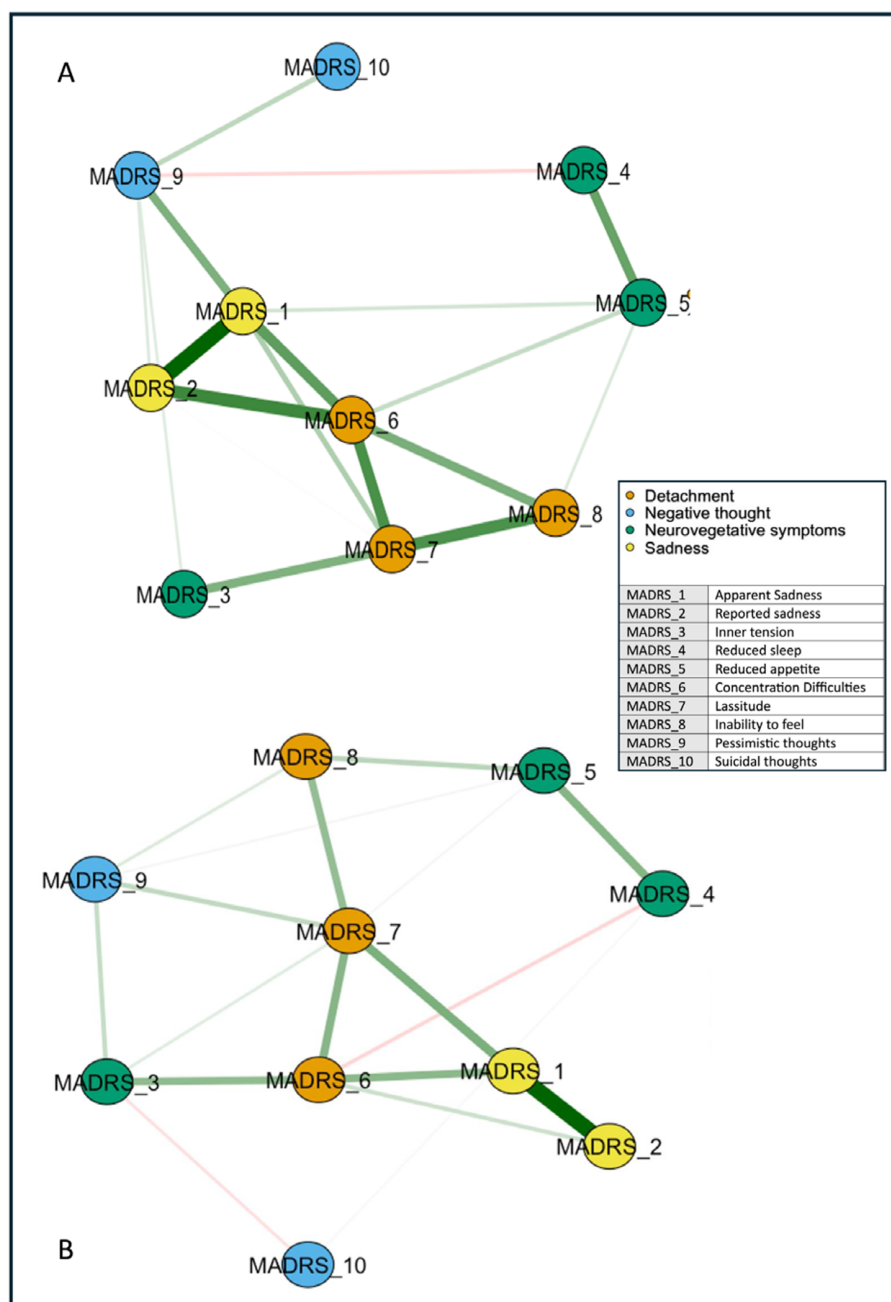 A
MADRS_10
MADRS_9
MADRS_4
MADRS_1
MADRS_5
MADRS_2
MADRS_6
MADRS_8
MADRS_7
MADRS_3
Detachment
Negative thought
Neurovegetative symptoms
Sadness
MADRS_1 Apparent Sadness
MADRS_2 Reported sadness
MADRS_3 Inner tension
MADRS_4 Reduced sleep
MADRS_5 Reduced appetite
MADRS_6 Concentration Difficulties
MADRS_7 Lassitude
MADRS_8 Inability to feel
MADRS_9 Pessimistic thoughts
MADRS_10 Suicidal thoughts
MADRS_8
MADRS_5
MADRS_9
MADRS_4
MADRS_7
MADRS_3
MADRS_6
MADRS_1
MADRS_2
B
MADRS_10